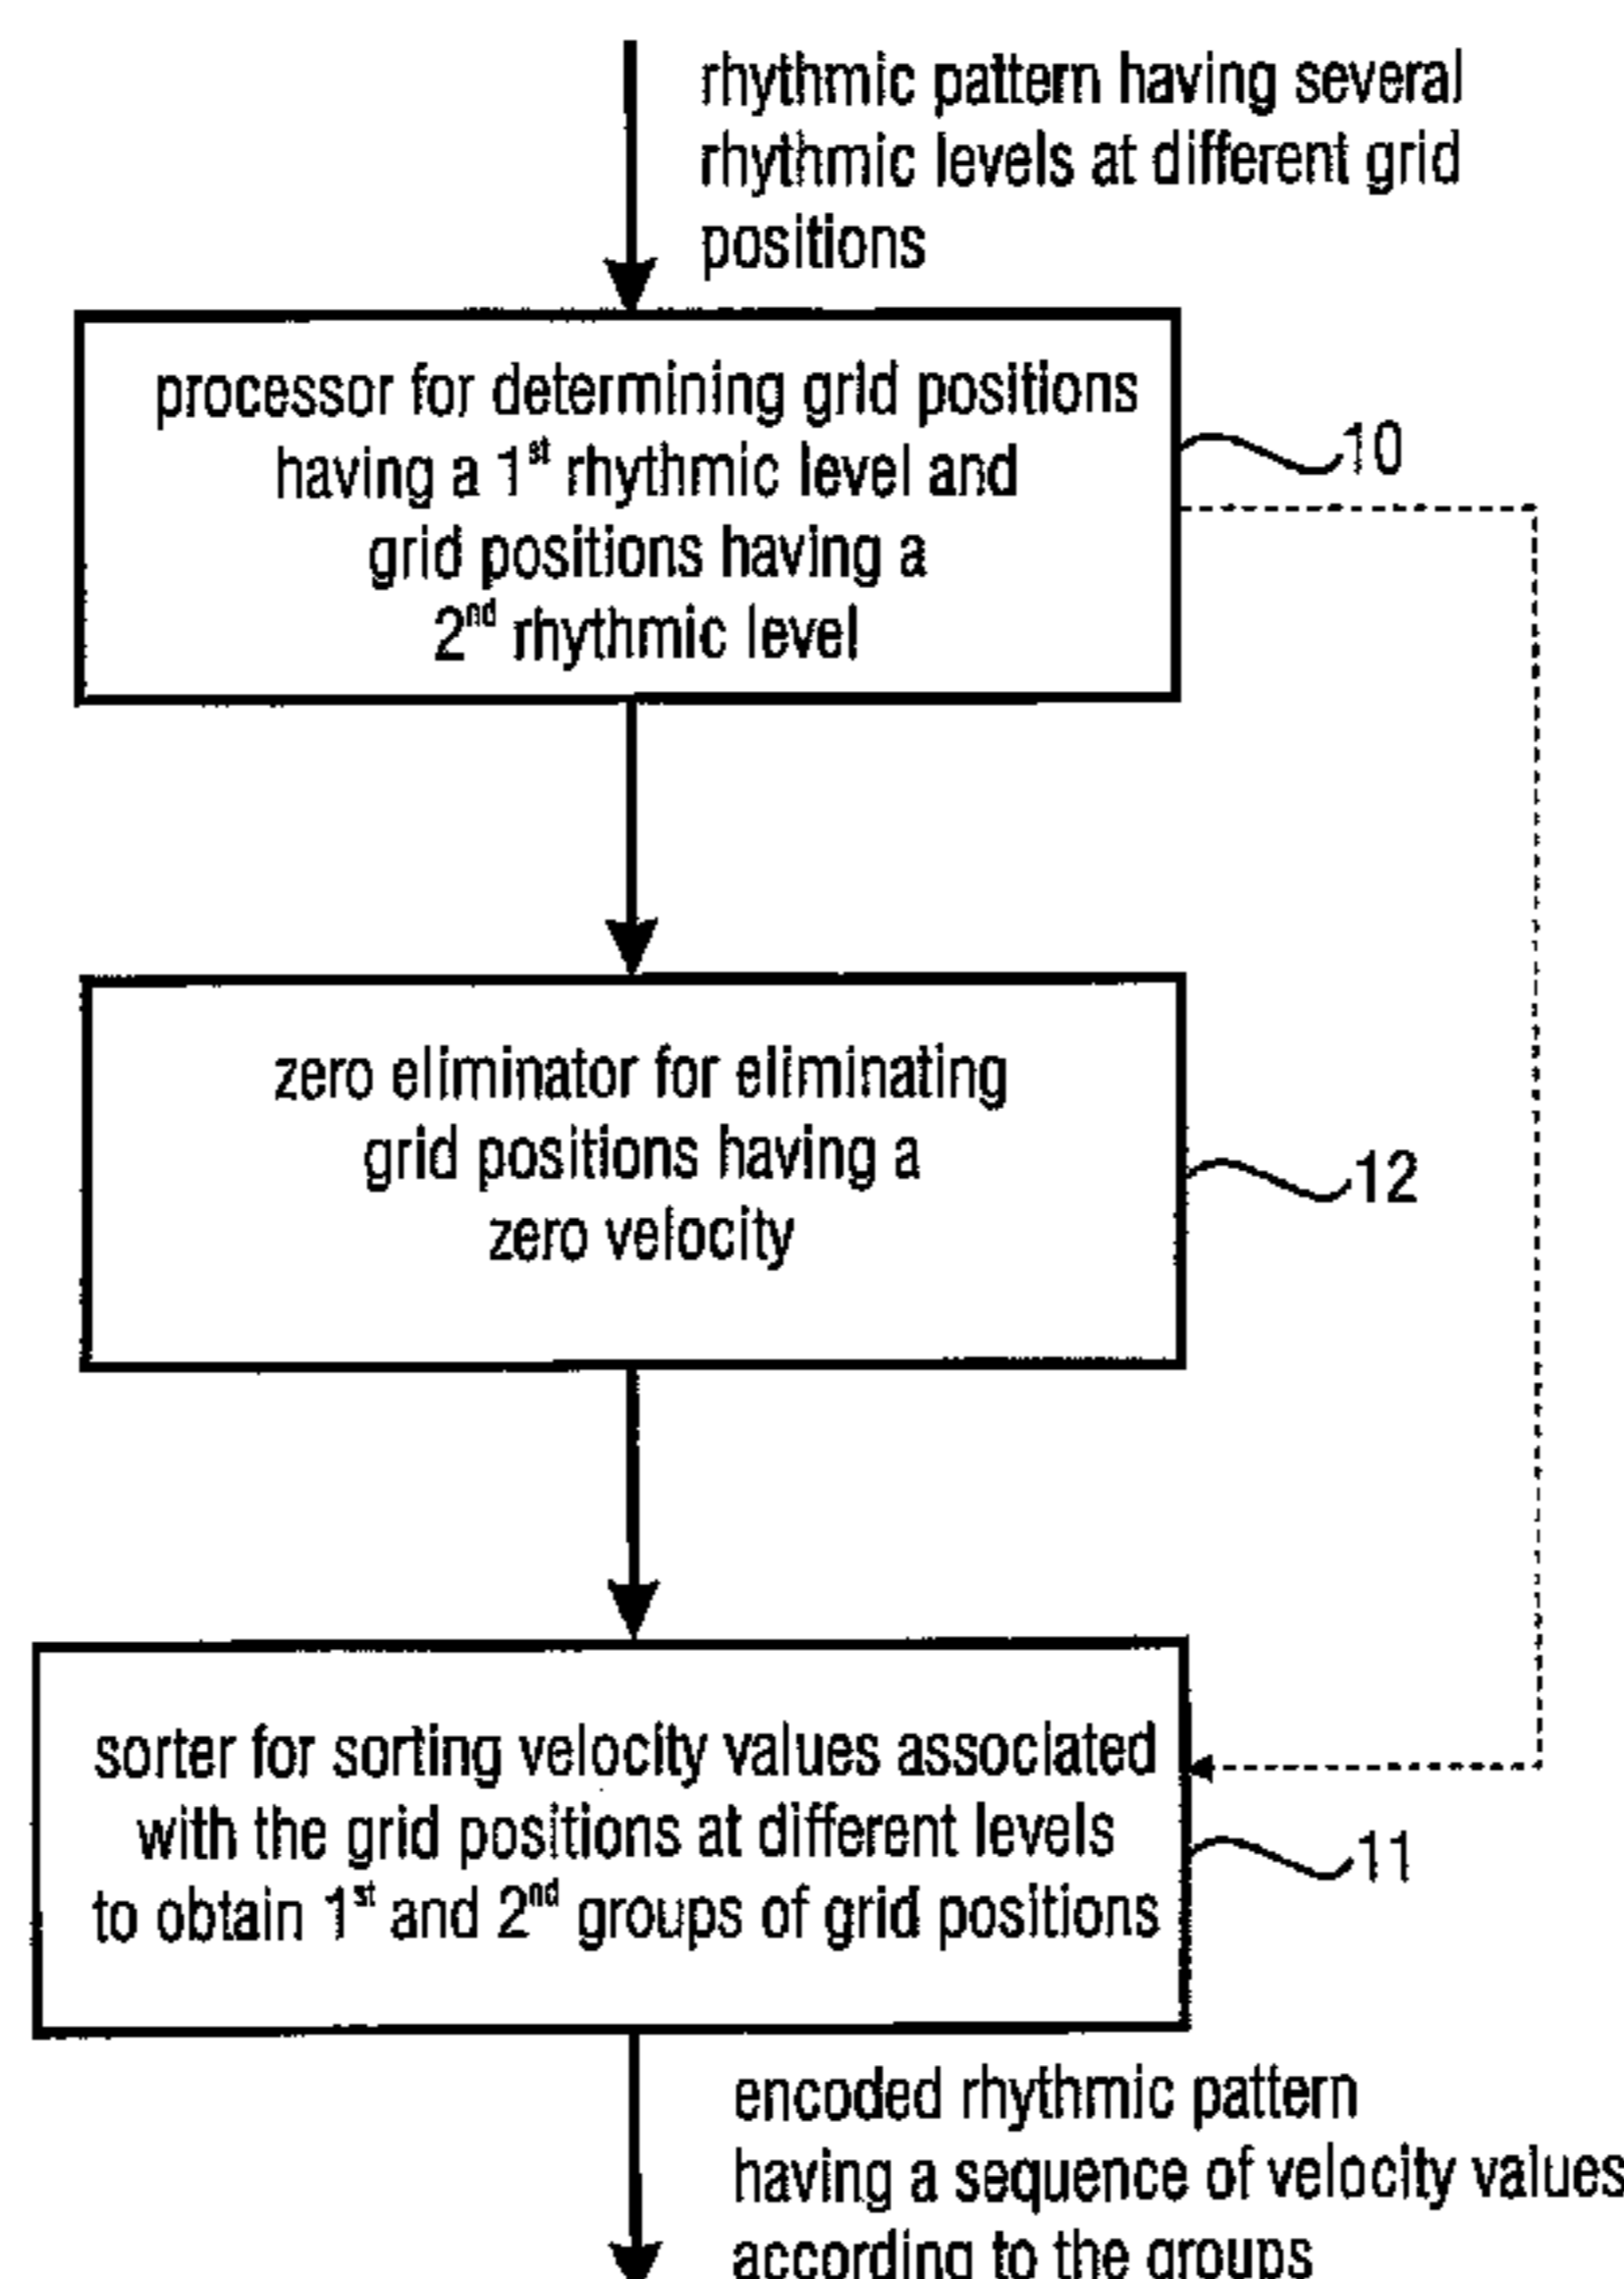 rhythmic pattern having several
rhythmic levels at different grid
positions
processor for determining grid positions
having a 1st rhythmic level and
grid positions having a
2nd rhythmic level
10
zero eliminator for eliminating
grid positions having a
zero velocity
12
sorter for sorting velocity values associated
with the grid positions at different levels
to obtain 1st and 2nd groups of grid positions
11
encoded rhythmic pattern
having a sequence of velocity values
according to the groups